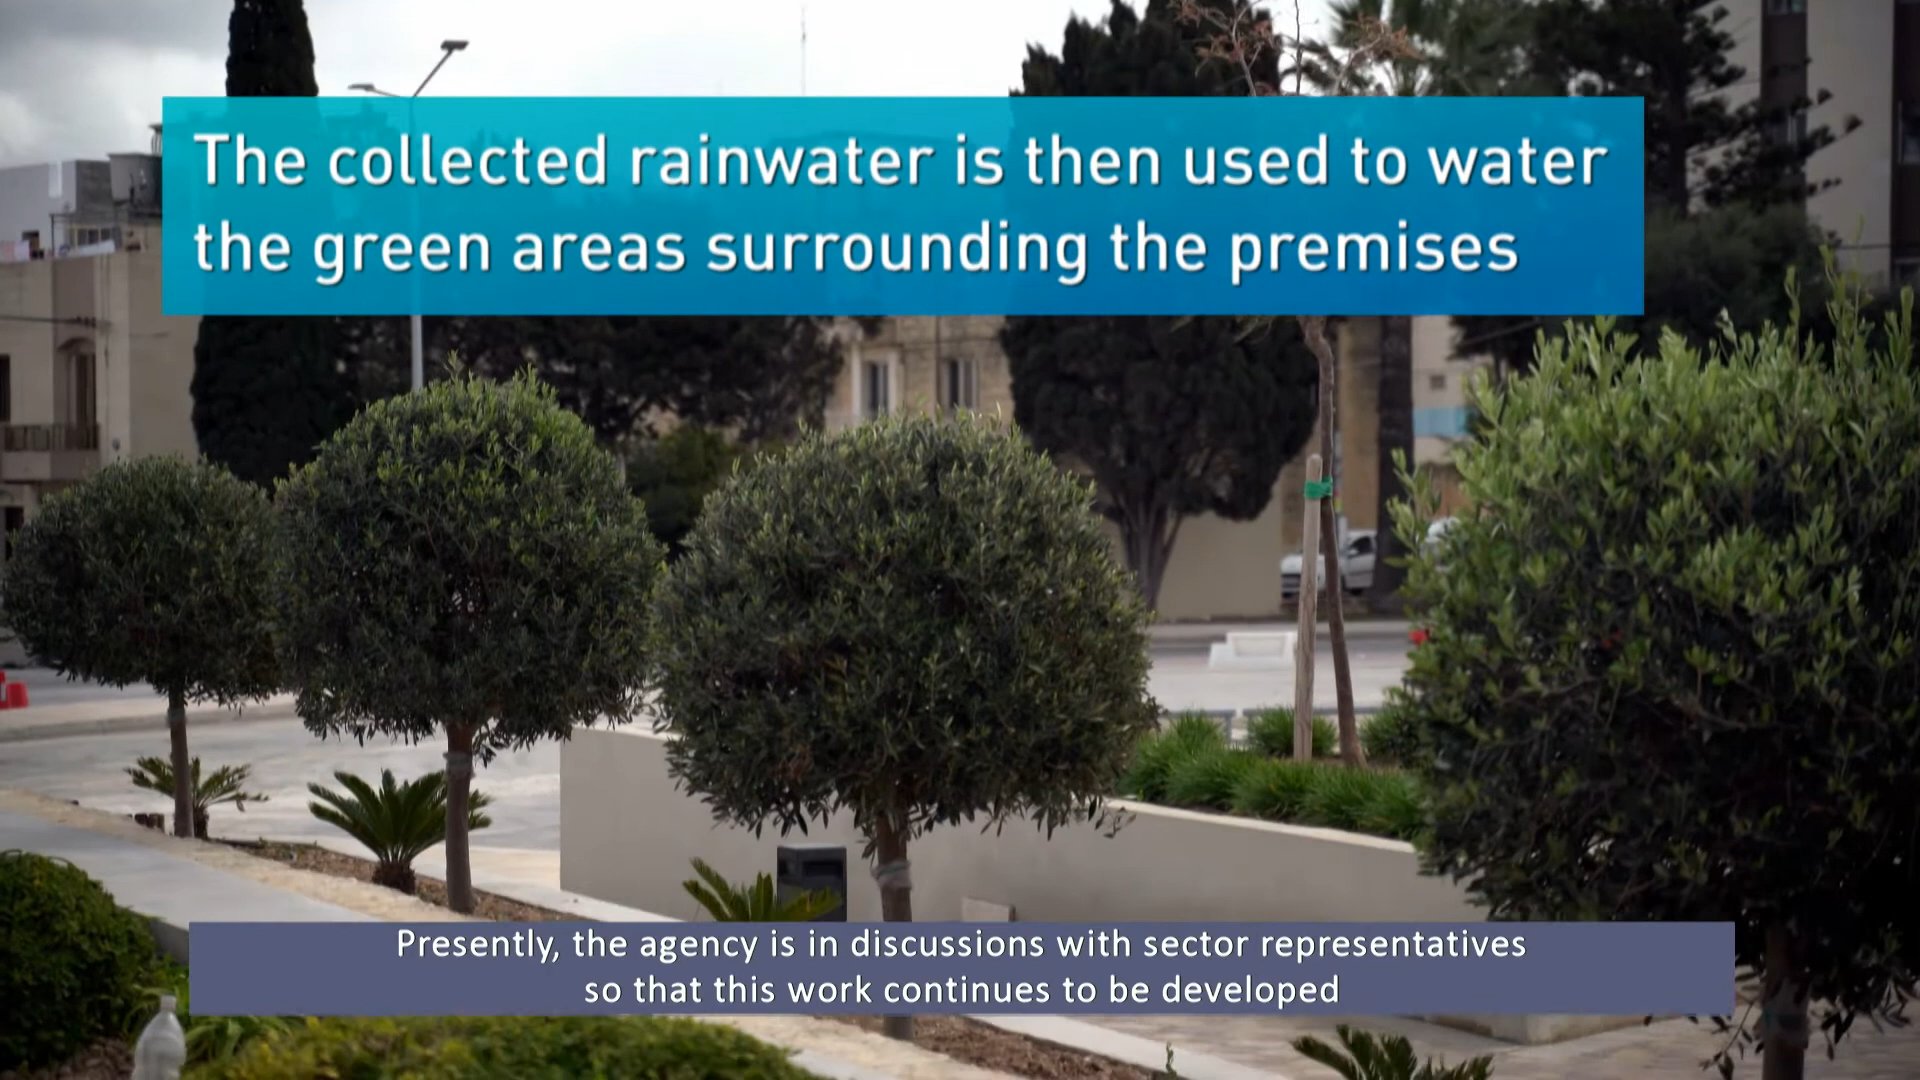 The collected rainwater is then used to water
the green areas surrounding the premises
Presently, the agency is in discussions with sector representatives
so that this work continues to be developed